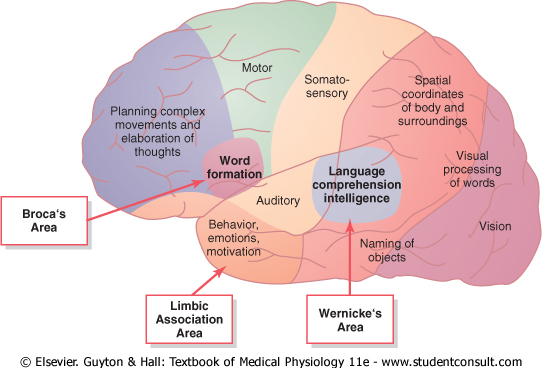 Motor
Somato-
sensory
Spatial
coordinates
of body and
surroundings
Planning complex
movements and
elaboration of
thoughts
Word
formation
Language
comprehension
intelligence
Visual
processing
of words
Auditory
Broca's
Area
Behavior,
emotions,
motivation
Naming of
objects
Vision
Limbic
Association
Area
Wernicke's
Area
© Elsevier. Guyton & Hall: Textbook of Medical Physiology 11e - www.studentconsult.com